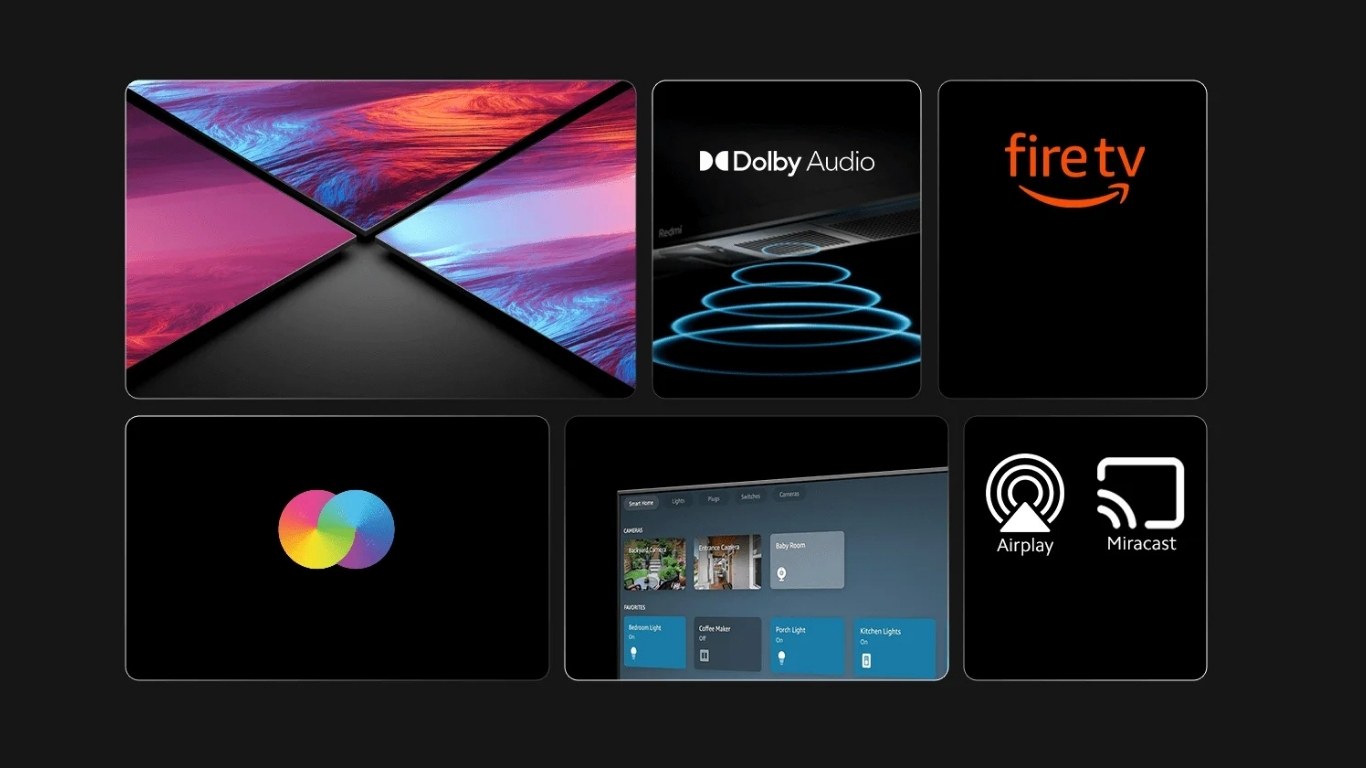 Dolby Audio
fire tv
Redmi
Smart Home Lights Plugs Switches Cameras
CAMERAS
Backyard Camera Entrance Camera Baby Room
FAVORITES
Bedroom Light Coffee Maker Porch Light Kitchen Lights
On Off On On
Airplay Miracast